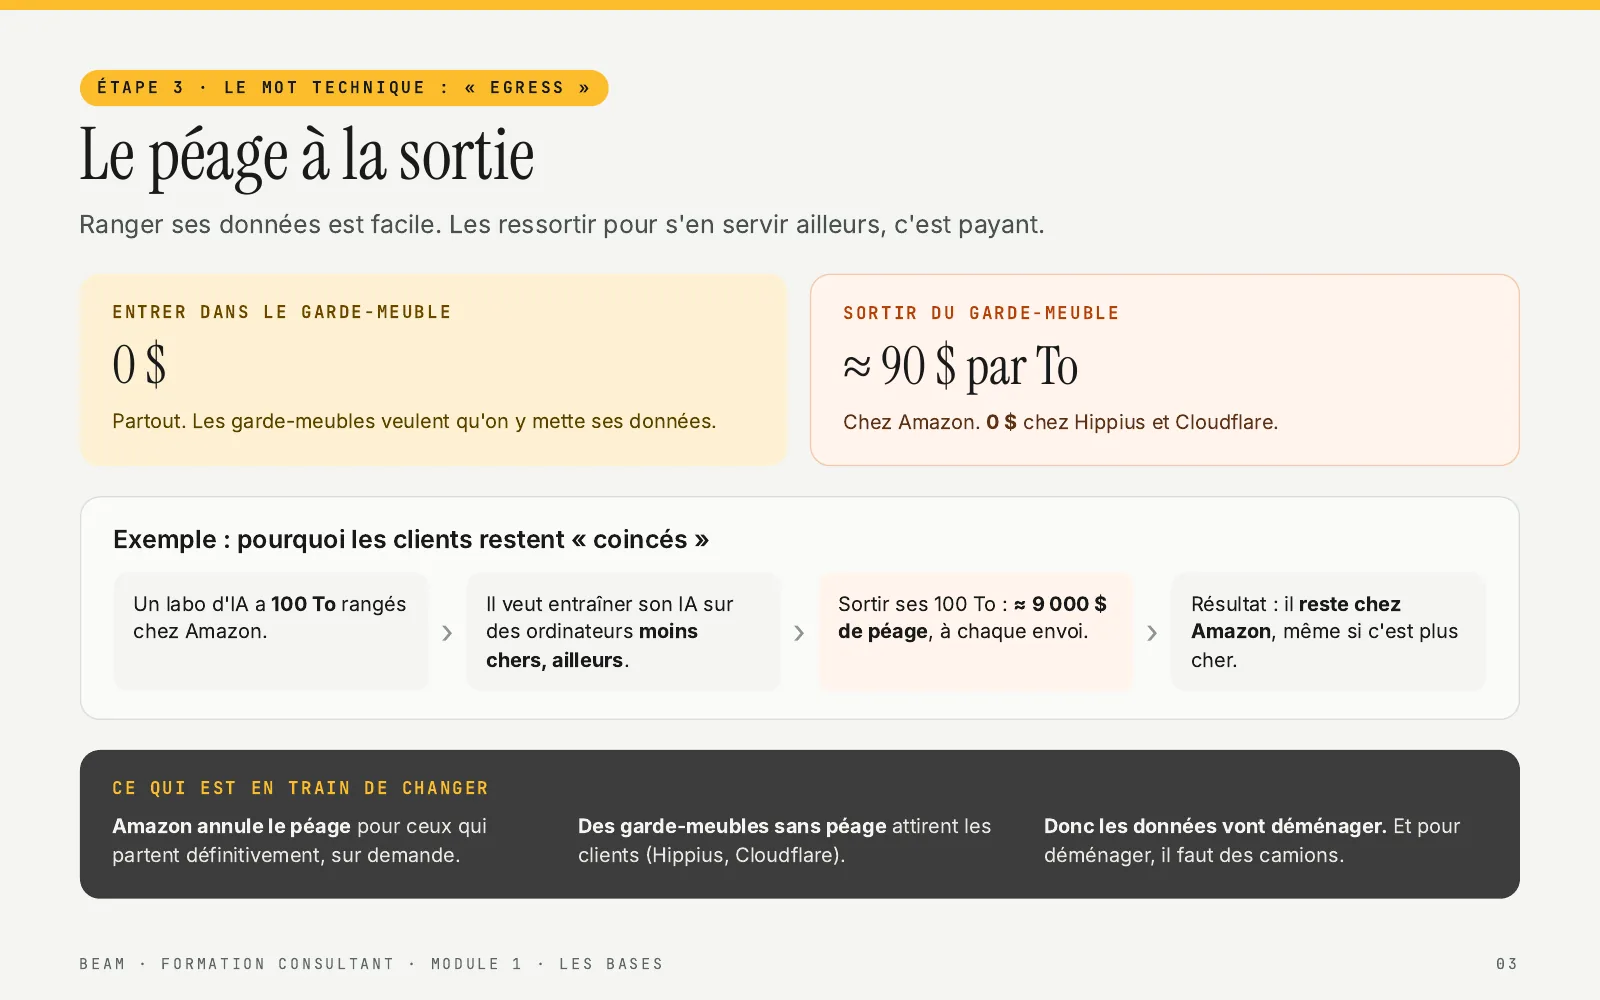 ÉTAPE 3 · LE MOT TECHNIQUE : « EGRESS »
Le péage à la sortie
Ranger ses données est facile. Les ressortir pour s'en servir ailleurs, c'est payant.
ENTRER DANS LE GARDE-MEUBLE
0 $
Partout. Les garde-meubles veulent qu'on y mette ses données.
SORTIR DU GARDE-MEUBLE
≈ 90 $ par To
Chez Amazon. 0 $ chez Hippius et Cloudflare.
Exemple : pourquoi les clients restent « coincés »
Un labo d'IA a 100 To rangés
chez Amazon.
›
Il veut entraîner son IA sur
des ordinateurs moins
chers, ailleurs.
›
Sortir ses 100 To : ≈ 9 000 $
de péage, à chaque envoi.
›
Résultat : il reste chez
Amazon, même si c'est plus
cher.
CE QUI EST EN TRAIN DE CHANGER
Amazon annule le péage pour ceux qui
partent définitivement, sur demande.
Des garde-meubles sans péage attirent les
clients (Hippius, Cloudflare).
Donc les données vont déménager. Et pour
déménager, il faut des camions.
BEAM · FORMATION CONSULTANT · MODULE 1 · LES BASES
03